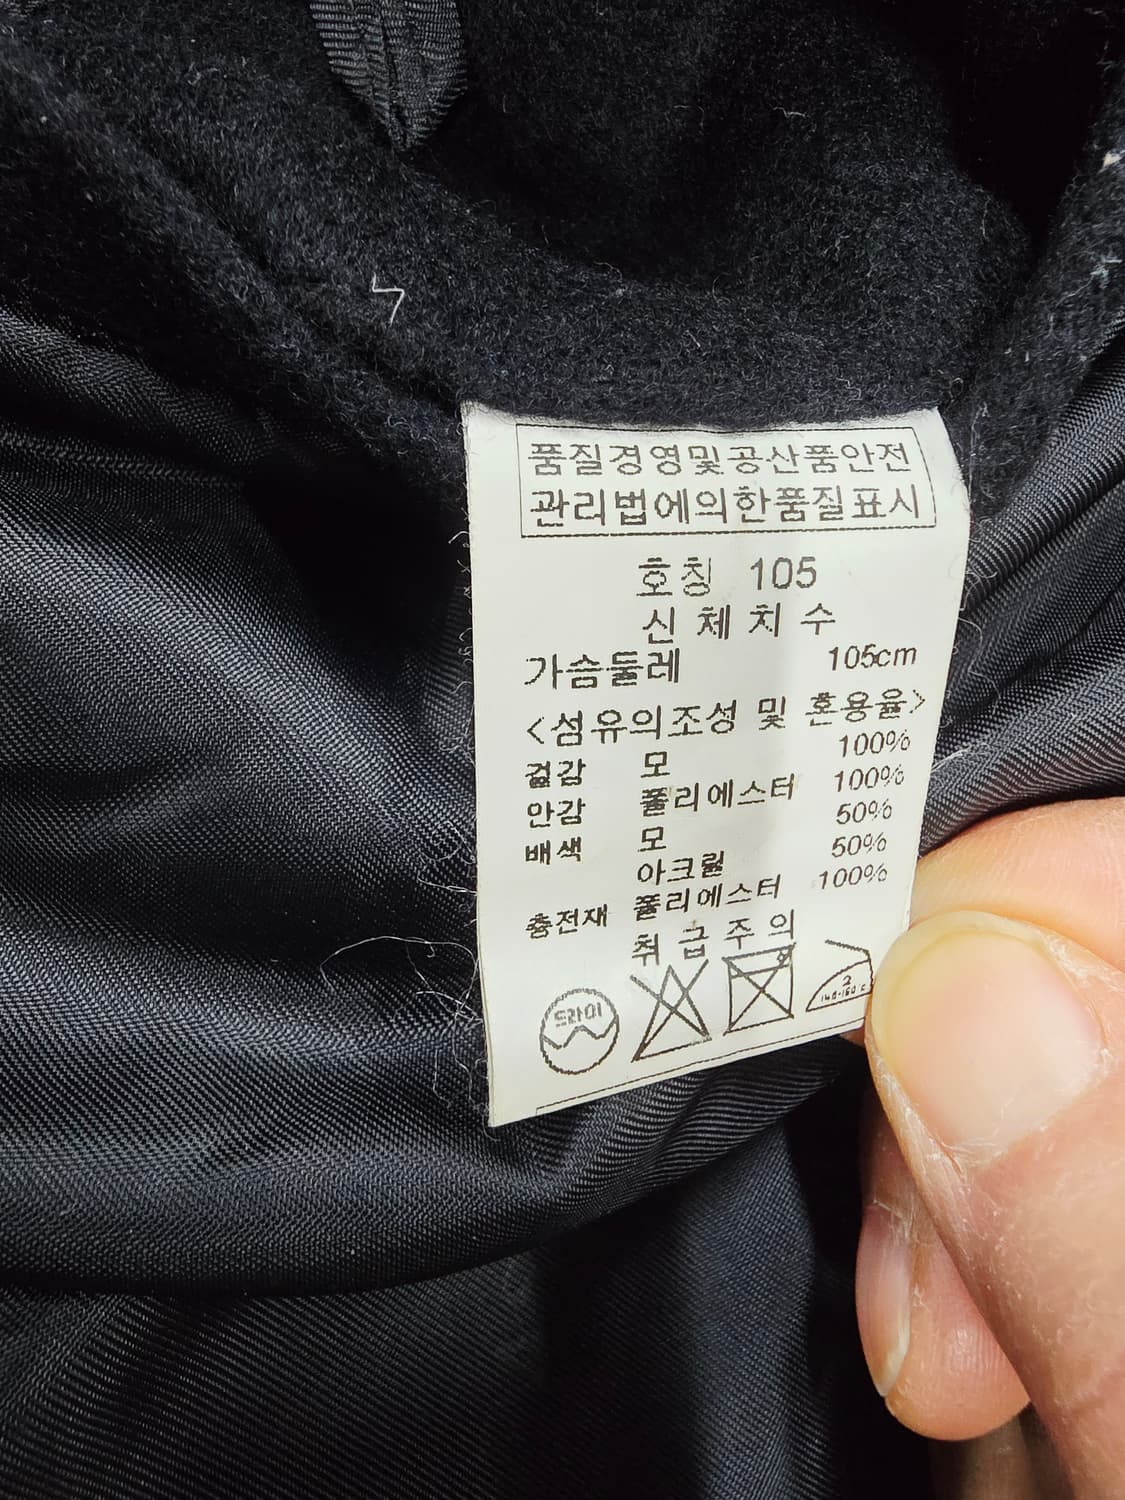 품질경영및공산품안전
관리법에의한품질표시
호칭 105
신체치수
가슴둘레 105cm
<섬유의조성 및 혼용율>
겉감 모 100%
안감 폴리에스터 100%
배색 모 50%
아크릴 50%
충전재 폴리에스터 100%
취급주의
드라이
2
140-160℃